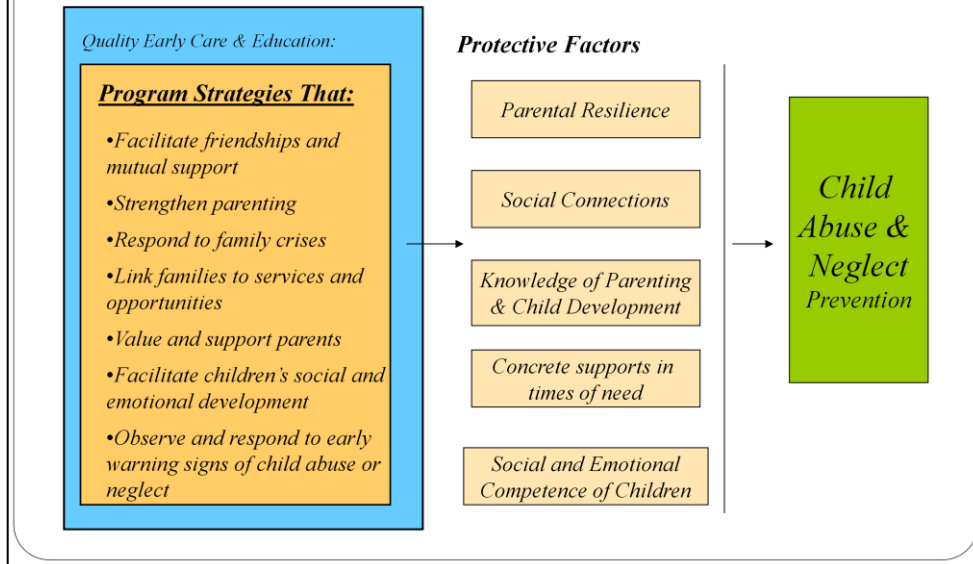 Quality Early Care & Education:
Program Strategies That:
•Facilitate friendships and
mutual support
•Strengthen parenting
•Respond to family crises
•Link families to services and
opportunities
•Value and support parents
•Facilitate children's social and
emotional development
•Observe and respond to early
warning signs of child abuse or
neglect
Protective Factors
Parental Resilience
Social Connections
Knowledge of Parenting
& Child Development
Concrete supports in
times of need
Social and Emotional
Competence of Children
Child
Abuse &
Neglect
Prevention